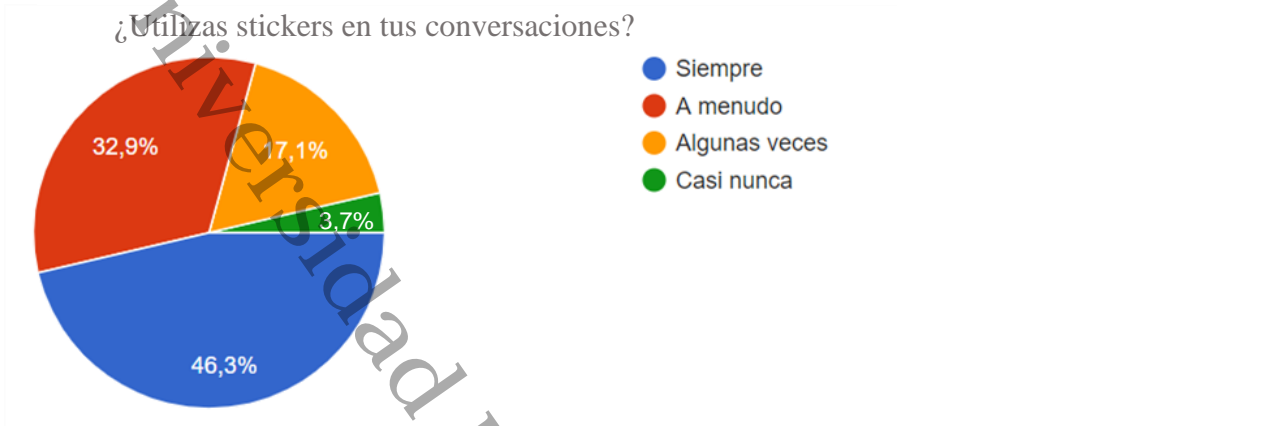 ¿Utilizas stickers en tus conversaciones?
Siempre
A menudo
Algunas veces
Casi nunca
32,9%
17,1%
3,7%
46,3%
niversidad